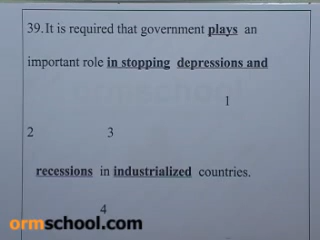 39.It is required that government plays an
important role in stopping depressions and
1
2 3
recessions in industrialized countries.
4
ormschool.com